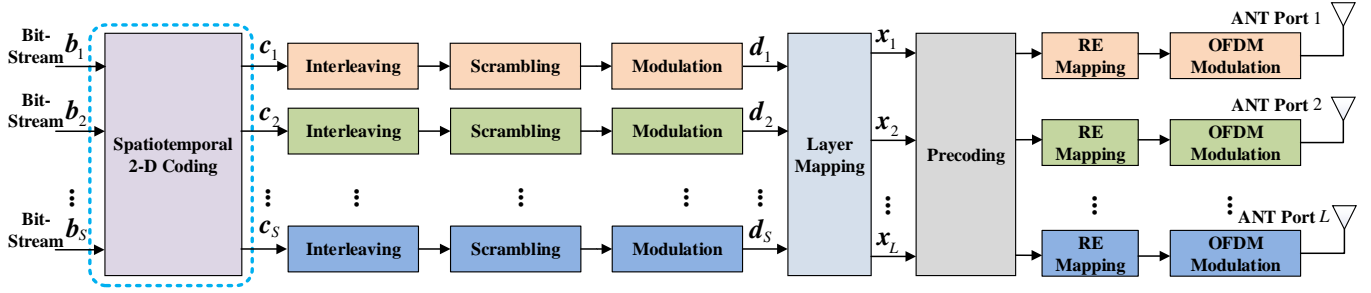 Bit-
Stream b1
c1
Interleaving
Scrambling
Modulation
d1
x1
RE
Mapping
OFDM
Modulation
ANT Port 1
Bit-
Stream b2
c2
Interleaving
Scrambling
Modulation
d2
x2
RE
Mapping
OFDM
Modulation
ANT Port 2
Spatiotemporal
2-D Coding
Layer
Mapping
Precoding
Bit-
Stream bS
cS
Interleaving
Scrambling
Modulation
dS
xL
RE
Mapping
OFDM
Modulation
ANT Port L